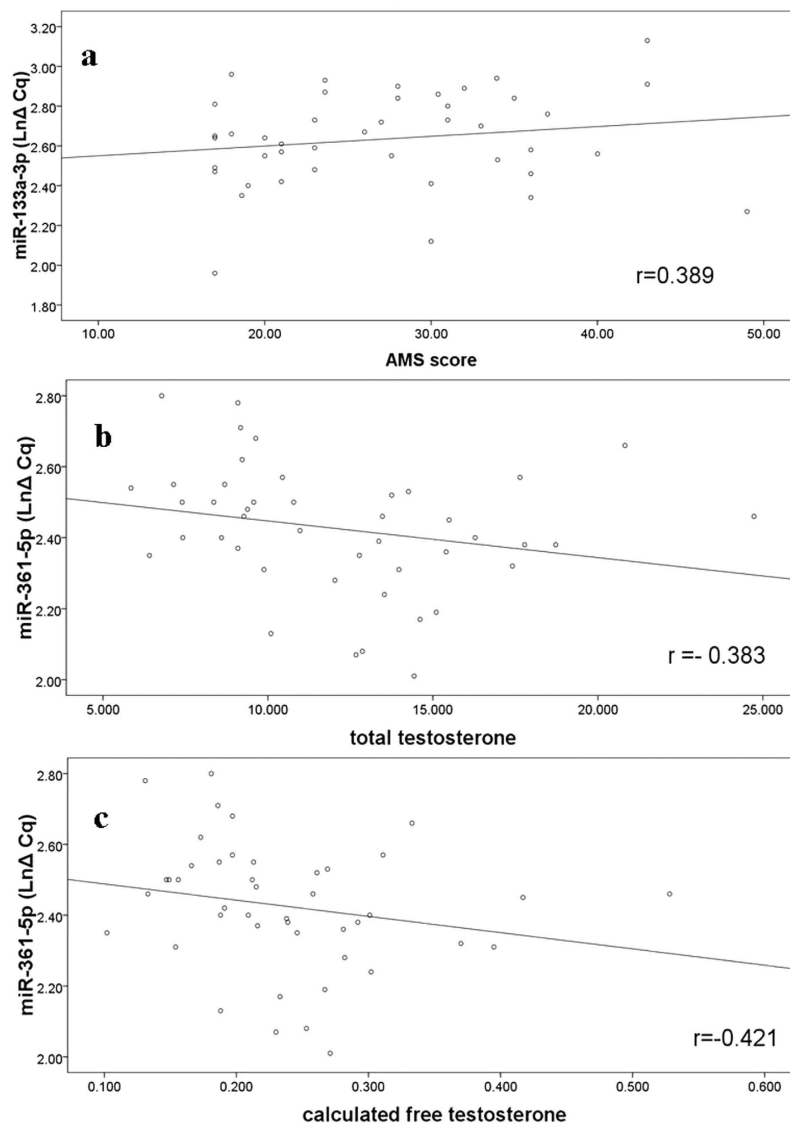 a
miR-133a-3p (LnΔ Cq)
3.20
3.00
2.80
2.60
2.40
2.20
2.00
1.80
r=0.389
10.00 20.00 30.00 40.00 50.00
AMS score
b
miR-361-5p (LnΔ Cq)
2.80
2.60
2.40
2.20
2.00
r =- 0.383
5.000 10.000 15.000 20.000 25.000
total testosterone
c
miR-361-5p (LnΔ Cq)
2.80
2.60
2.40
2.20
2.00
r=-0.421
0.100 0.200 0.300 0.400 0.500 0.600
calculated free testosterone